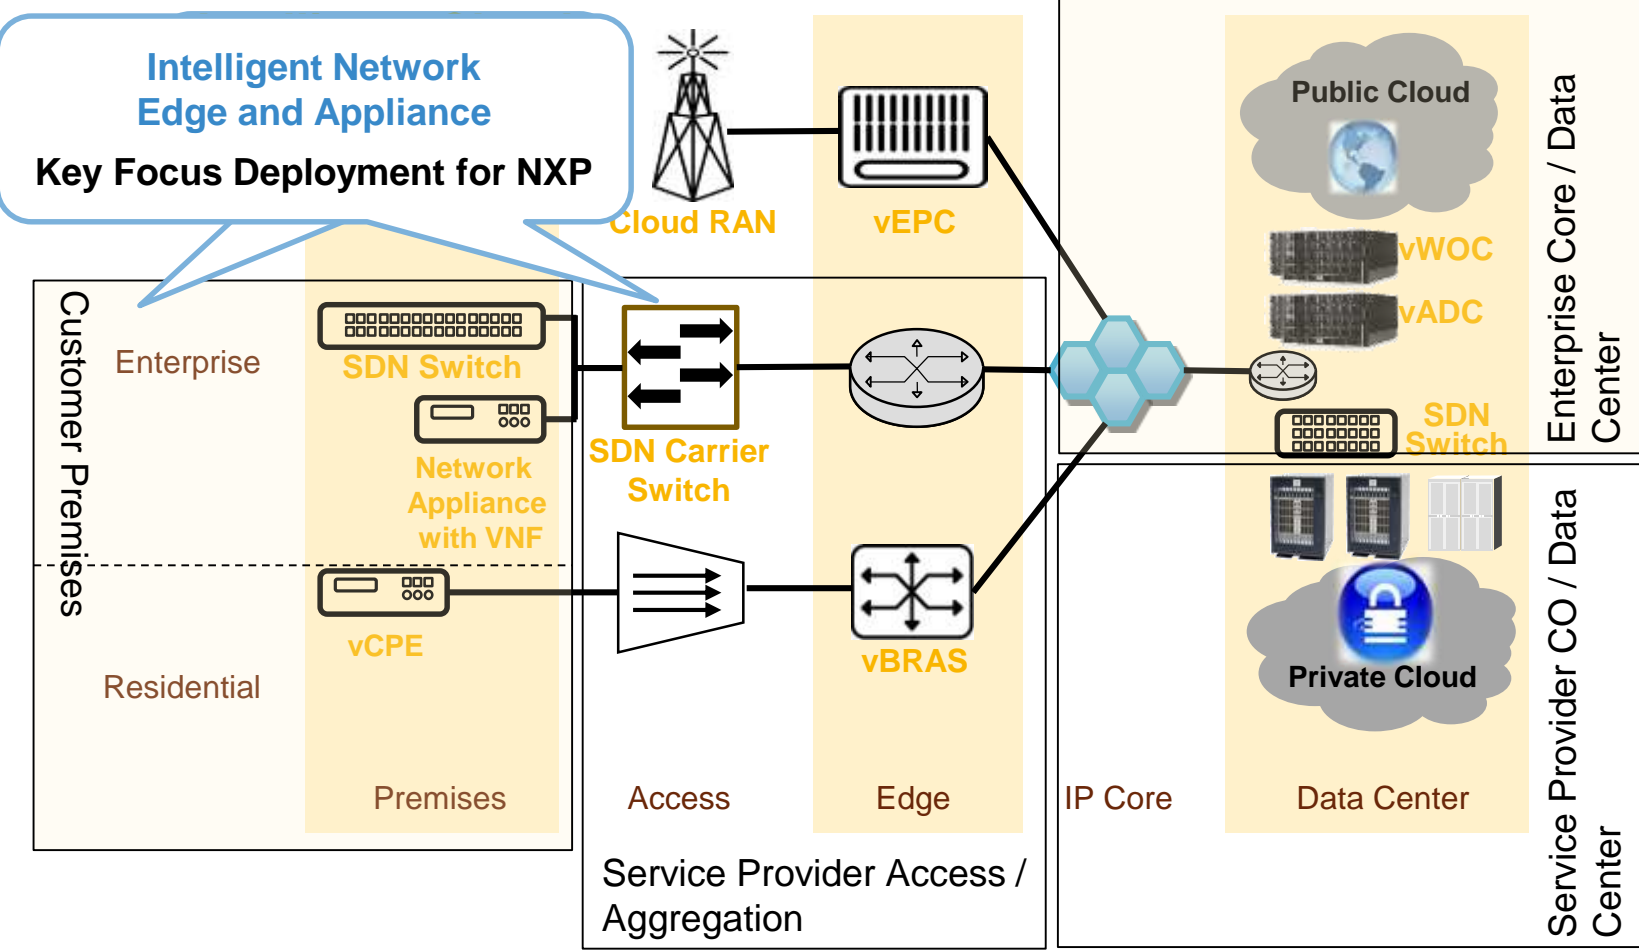 Intelligent Network
Edge and Appliance
Key Focus Deployment for NXP
Cloud RAN
vEPC
Public Cloud
vWOC
vADC
SDN
Switch
Enterprise Core / Data
Center
Customer Premises
Enterprise
SDN Switch
Network
Appliance
with VNF
SDN Carrier
Switch
vCPE
Residential
vBRAS
Private Cloud
Service Provider CO / Data
Center
Premises
Access
Edge
IP Core
Data Center
Service Provider Access /
Aggregation